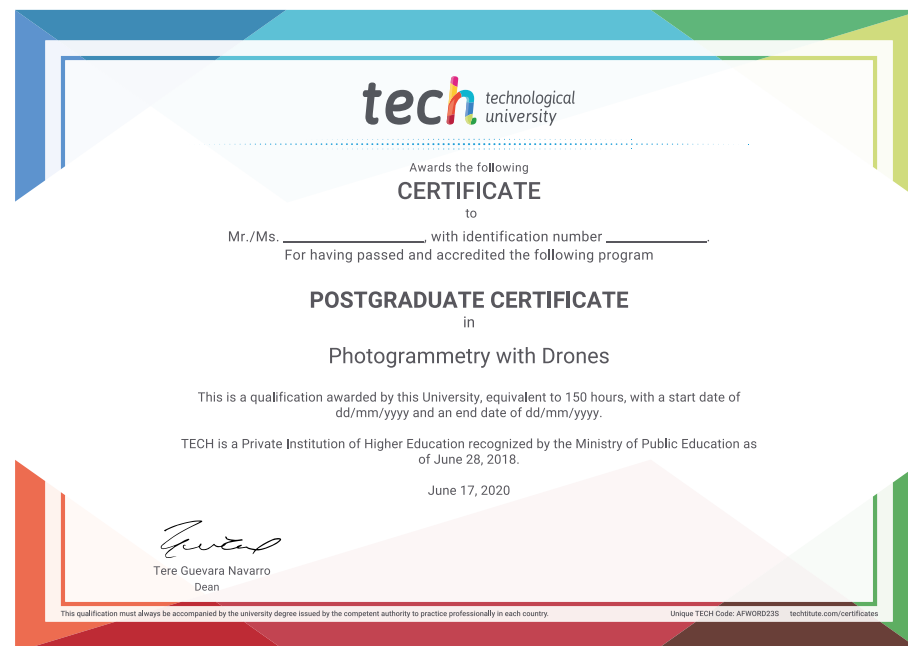 tech technological
university
Awards the following
CERTIFICATE
to
Mr./Ms. ____________________, with identification number ______________.
For having passed and accredited the following program
POSTGRADUATE CERTIFICATE
in
Photogrammetry with Drones
This is a qualification awarded by this University, equivalent to 150 hours, with a start date of
dd/mm/yyyy and an end date of dd/mm/yyyy.
TECH is a Private Institution of Higher Education recognized by the Ministry of Public Education as
of June 28, 2018.
June 17, 2020
Tere Guevara Navarro
Dean
This qualification must always be accompanied by the university degree issued by the competent authority to practice professionally in each country. Unique TECH Code: AFWORD23S techtitute.com/certificates